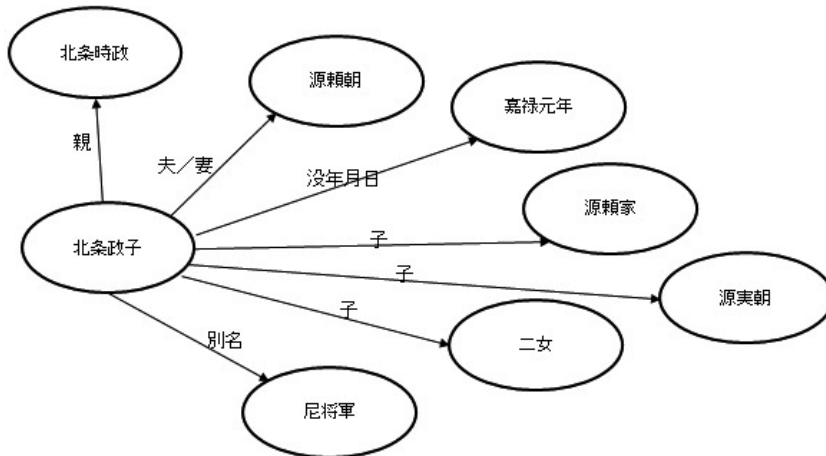 北条時政
源頼朝
嘉禄元年
親
夫／妻
没年月日
源頼家
北条政子
子
子
源実朝
子
二女
別名
尼将軍